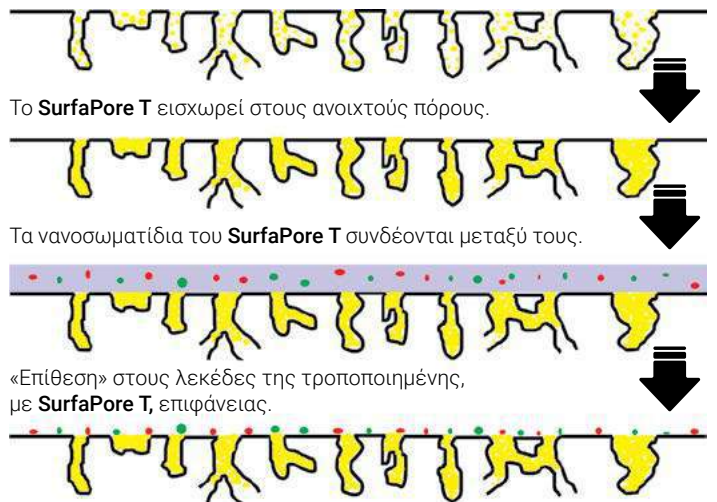 Το SurfaPore T εισχωρεί στους ανοιχτούς πόρους.
Τα νανοσωματίδια του SurfaPore T συνδέονται μεταξύ τους.
«Επίθεση» στους λεκέδες της τροποποιημένης,
με SurfaPore T, επιφάνειας.